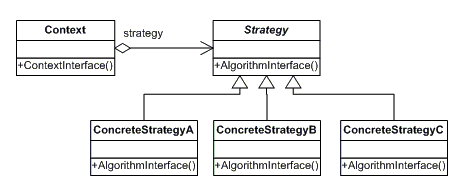 Context
strategy
Strategy
+ContextInterface()
+AlgorithmInterface()
ConcreteStrategyA
ConcreteStrategyB
ConcreteStrategyC
+AlgorithmInterface()
+AlgorithmInterface()
+AlgorithmInterface()